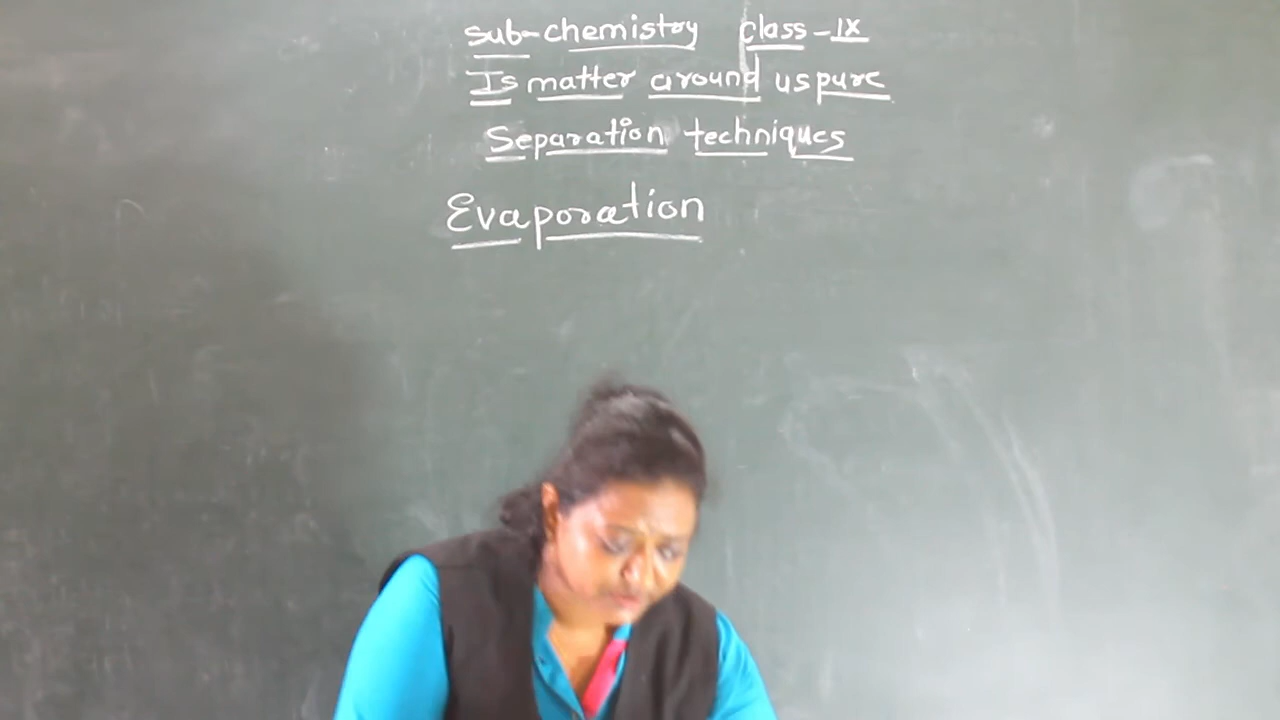 Sub-chemistry class-IX
Is matter around us pure
Separation techniques
Evaporation